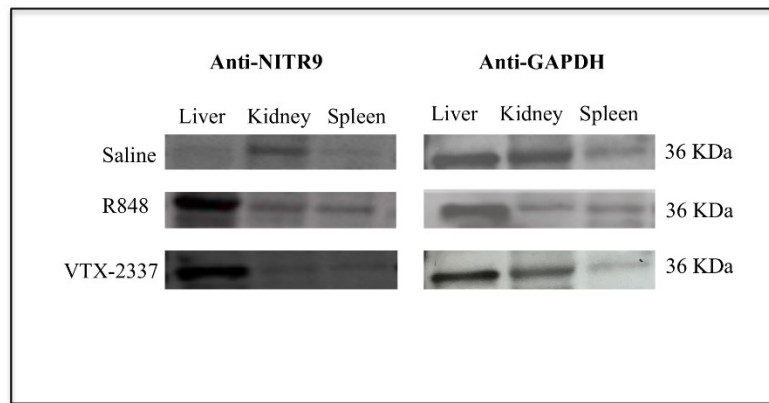 Anti-NITR9 Anti-GAPDH
Liver Kidney Spleen Liver Kidney Spleen
Saline 36 KDa
R848 36 KDa
VTX-2337 36 KDa